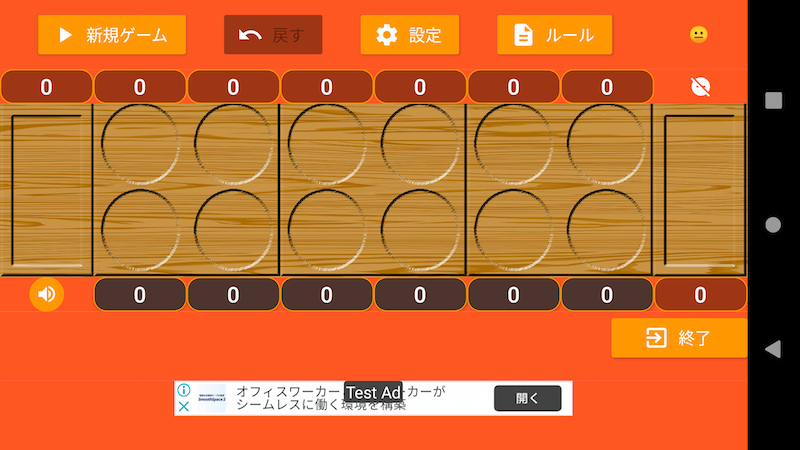 新規ゲーム 戻す 設定 ルール
0 0 0 0 0 0 0
0 0 0 0 0 0 0
終了
オフィスワーカー カーが
Test Ad
シームレスに働く環境を構築
開く